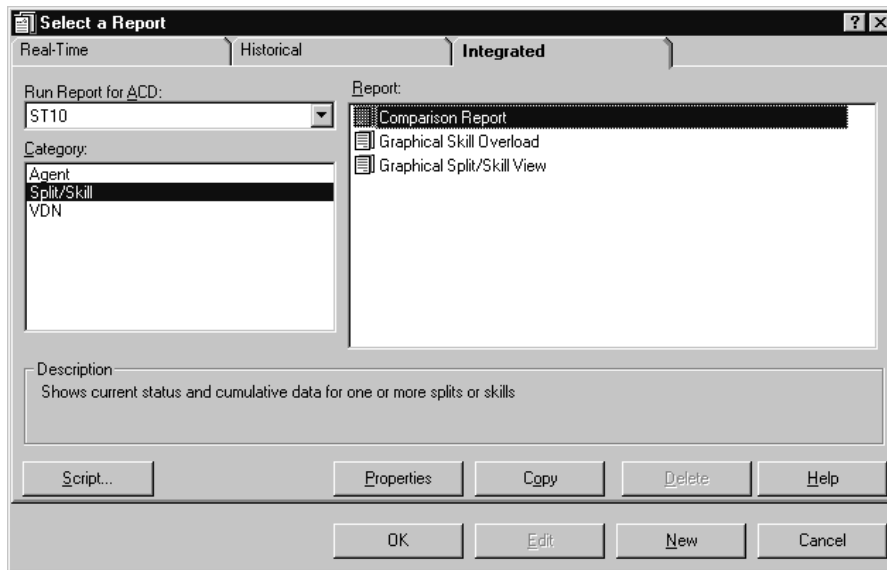 Select a Report
Real-Time Historical Integrated
Run Report for ACD:
ST10
Category:
Agent
Split/Skill
VDN
Report:
Comparison Report
Graphical Skill Overload
Graphical Split/Skill View
Description
Shows current status and cumulative data for one or more splits or skills
Script... Properties Copy Delete Help
OK Edit New Cancel